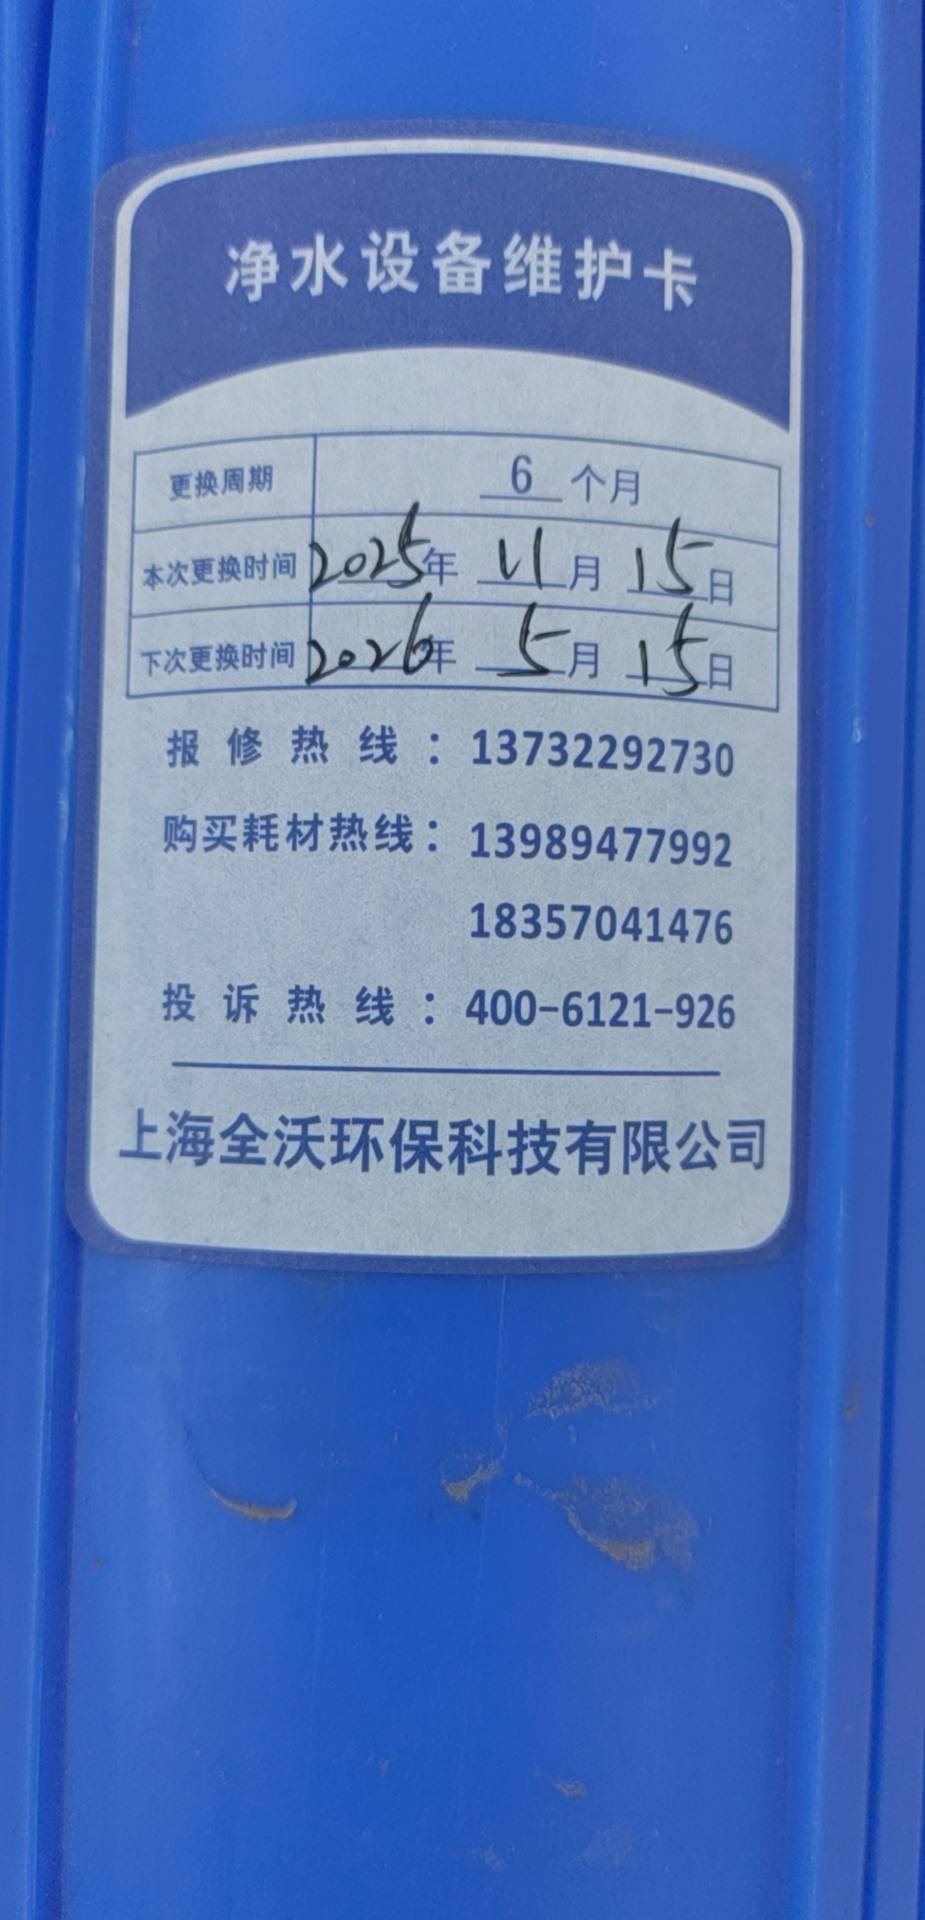 净水设备维护卡
更换周期 6 个月
本次更换时间 2025年 11月 15日
下次更换时间 2026年 5月 15日
报修热线：13732292730
购买耗材热线：13989477992
18357041476
投诉热线：400-6121-926
上海全沃环保科技有限公司